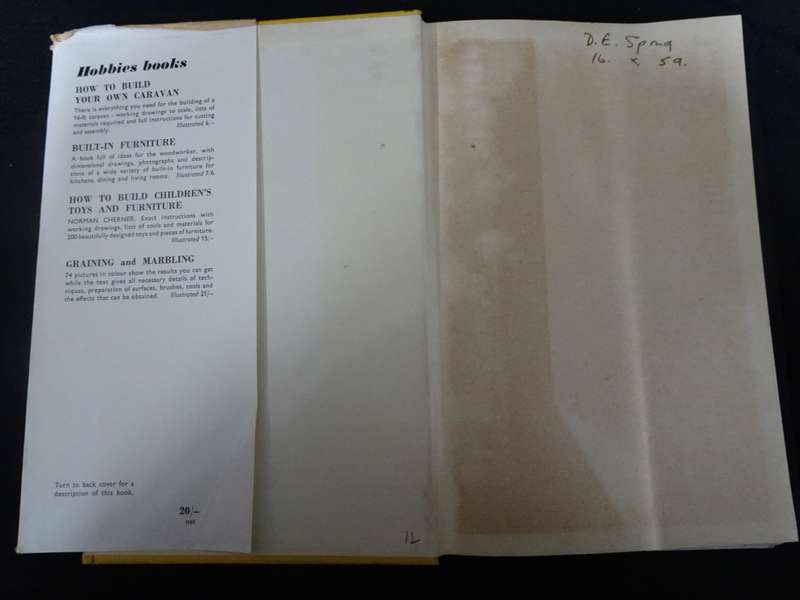 Hobbies books
HOW TO BUILD
YOUR OWN CARAVAN
There is everything you need for the building of a
16-ft caravan - working drawings to scale, lists of
materials required and full instructions for cutting
and assembly. Illustrated 6/-
BUILT-IN FURNITURE
A book full of ideas for the woodworker, with
dimensional drawings, photographs and descrip-
tions of a wide variety of built-in furniture for
kitchens, dining and living rooms. Illustrated 7/6
HOW TO BUILD CHILDREN'S
TOYS AND FURNITURE
NORMAN CHERNER. Exact instructions with
working drawings, lists of tools and materials for
200 beautifully designed toys and pieces of furniture.
Illustrated 15/-
GRAINING and MARBLING
74 pictures in colour show the results you can get
while the text gives all necessary details of tech-
niques, preparation of surfaces, brushes, tools and
the effects that can be obtained. Illustrated 21/-
Turn to back cover for a
description of this book.
20/-
net
D. E.
16. x. 59.